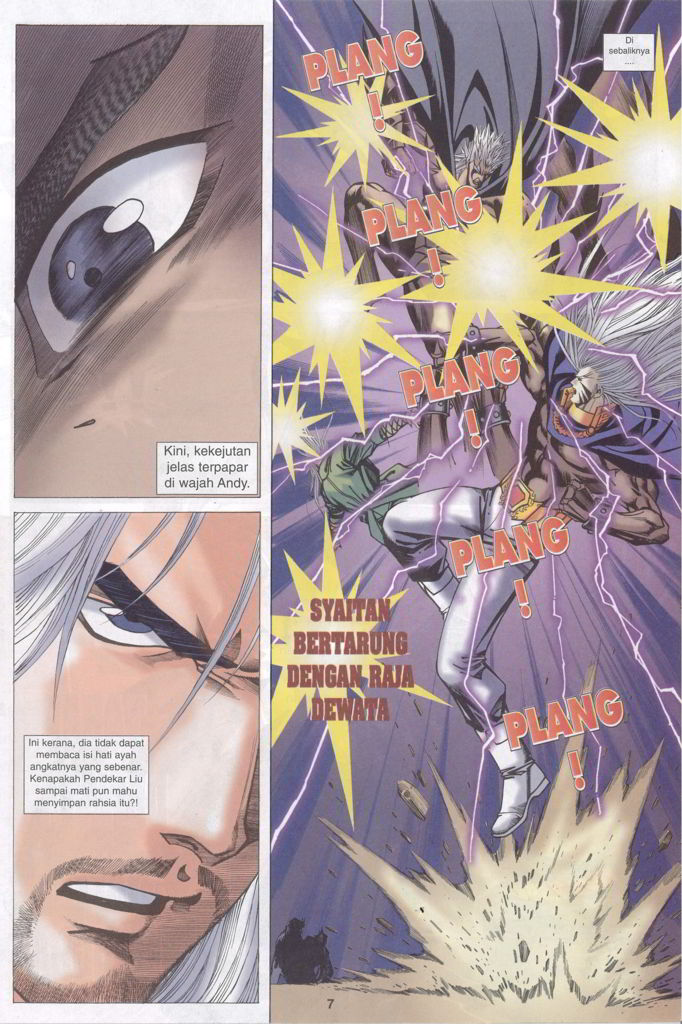 Kini, kekejutan
jelas terpapar
di wajah Andy.
Ini kerana, dia tidak dapat
membaca isi hati ayah
angkatnya yang sebenar.
Kenapakah Pendekar Liu
sampai mati pun mahu
menyimpan rahsia itu?!
Di
sebaliknya
....
PLANG
!
PLANG
!
PLANG
!
PLANG
!
PLANG
!
SYAITAN
BERTARUNG
DENGAN RAJA
DEWATA
7